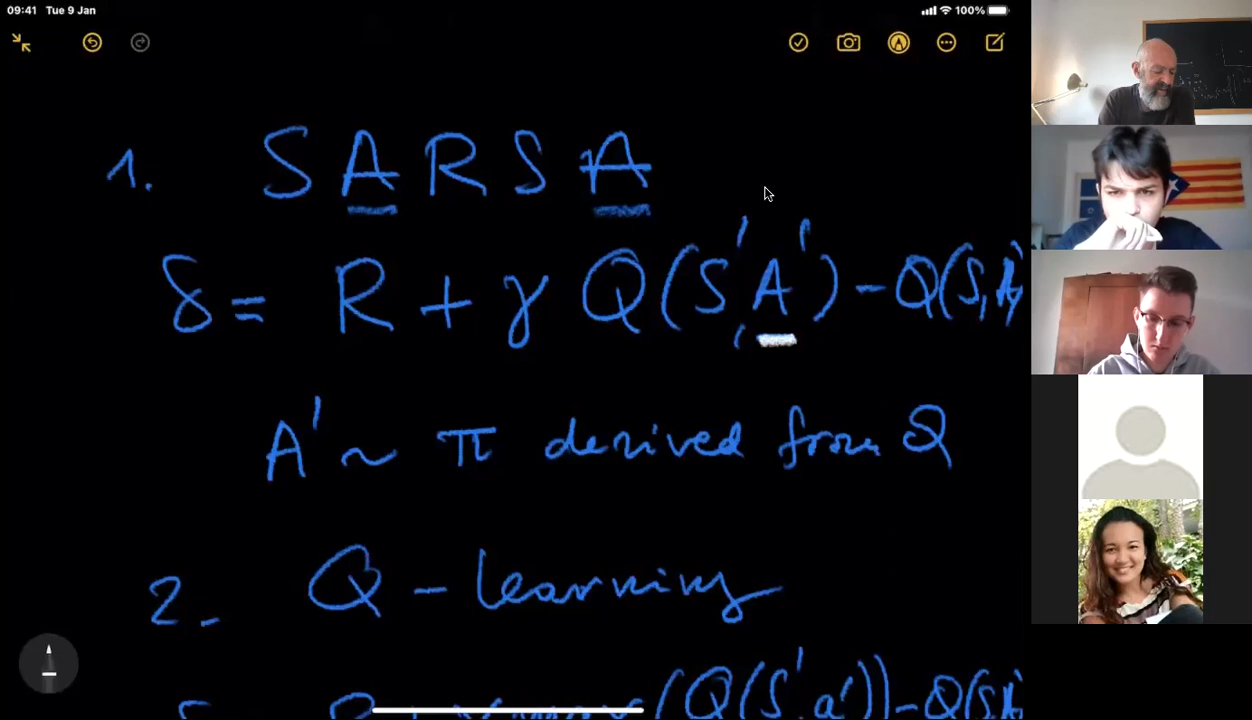 09:41 Tue 9 Jan 100%
1. SARSA
δ = R + γ Q(S', A') - Q(S, A)
A' ~ π derived from Q
2. Q-learning
(Q(S', a')) - Q(S, A)